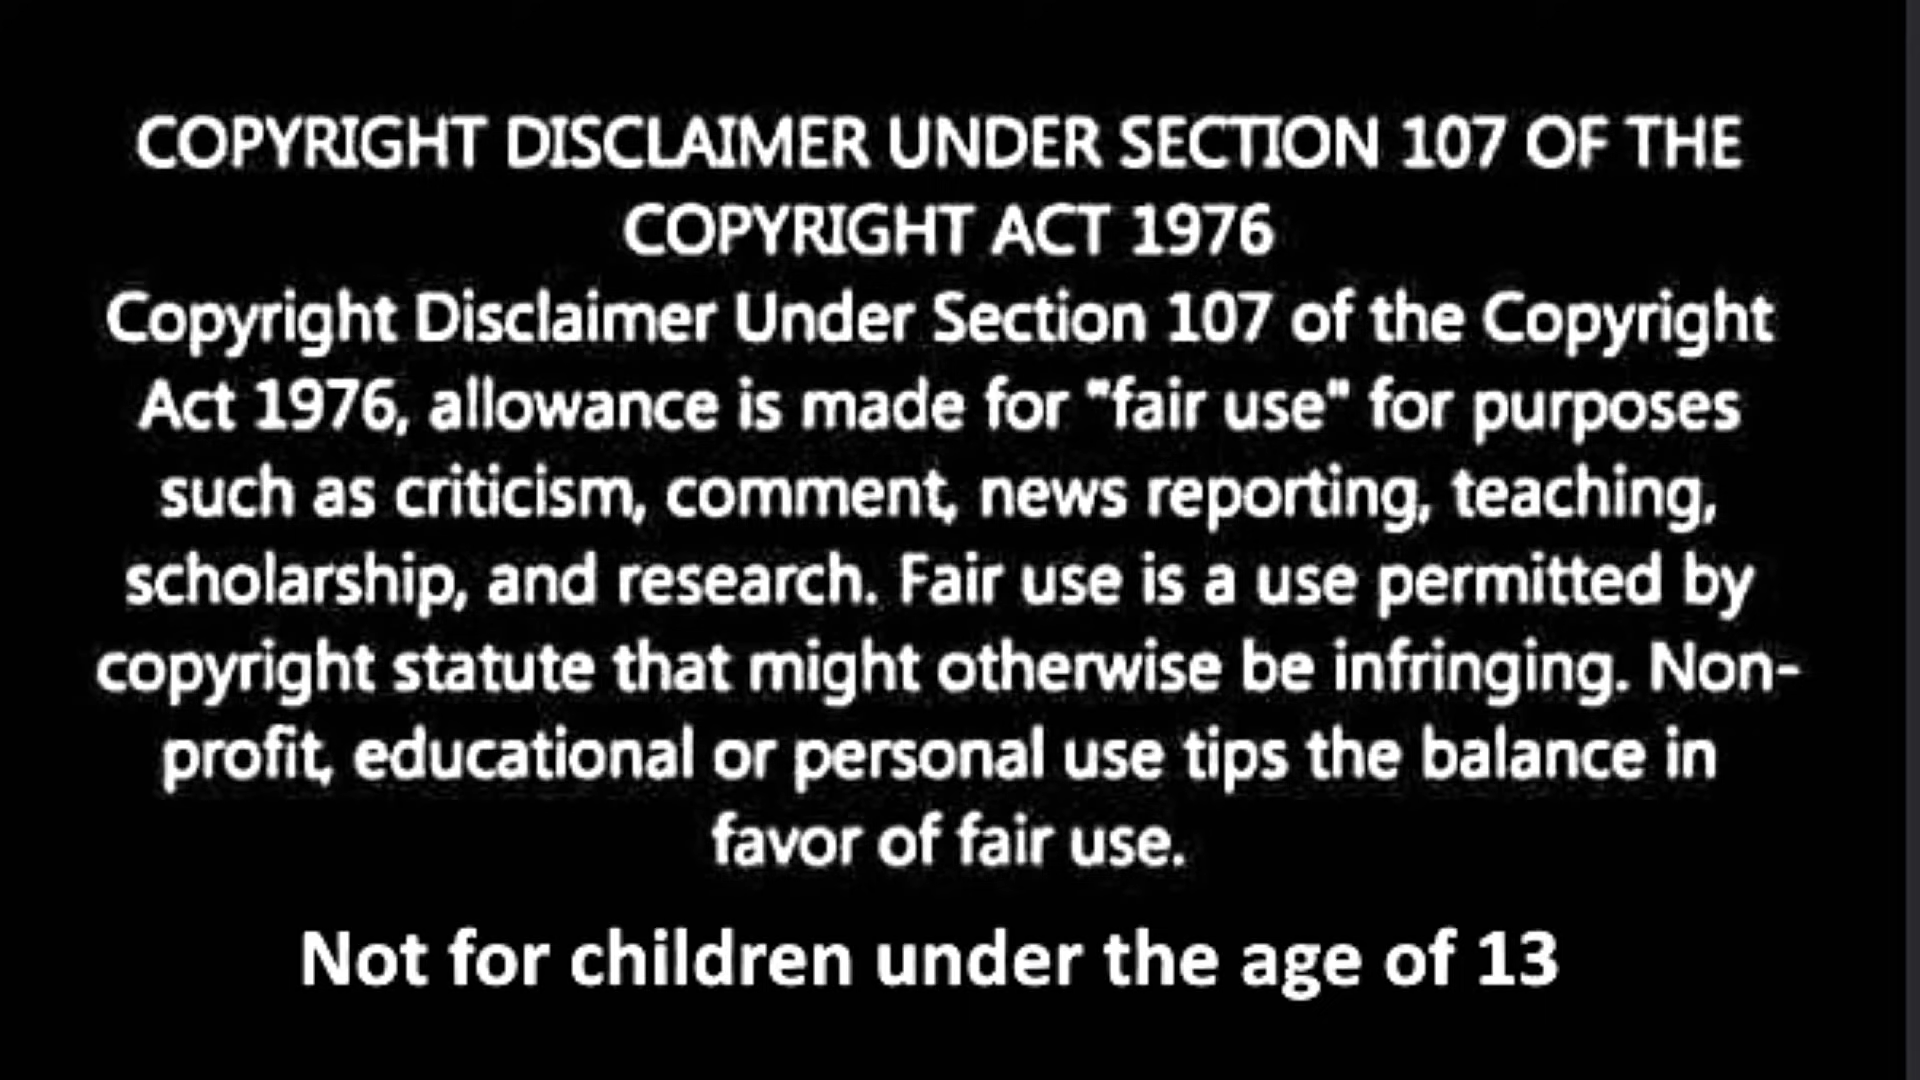 COPYRIGHT DISCLAIMER UNDER SECTION 107 OF THE
COPYRIGHT ACT 1976
Copyright Disclaimer Under Section 107 of the Copyright
Act 1976, allowance is made for "fair use" for purposes
such as criticism, comment, news reporting, teaching,
scholarship, and research. Fair use is a use permitted by
copyright statute that might otherwise be infringing. Non-
profit, educational or personal use tips the balance in
favor of fair use.
Not for children under the age of 13